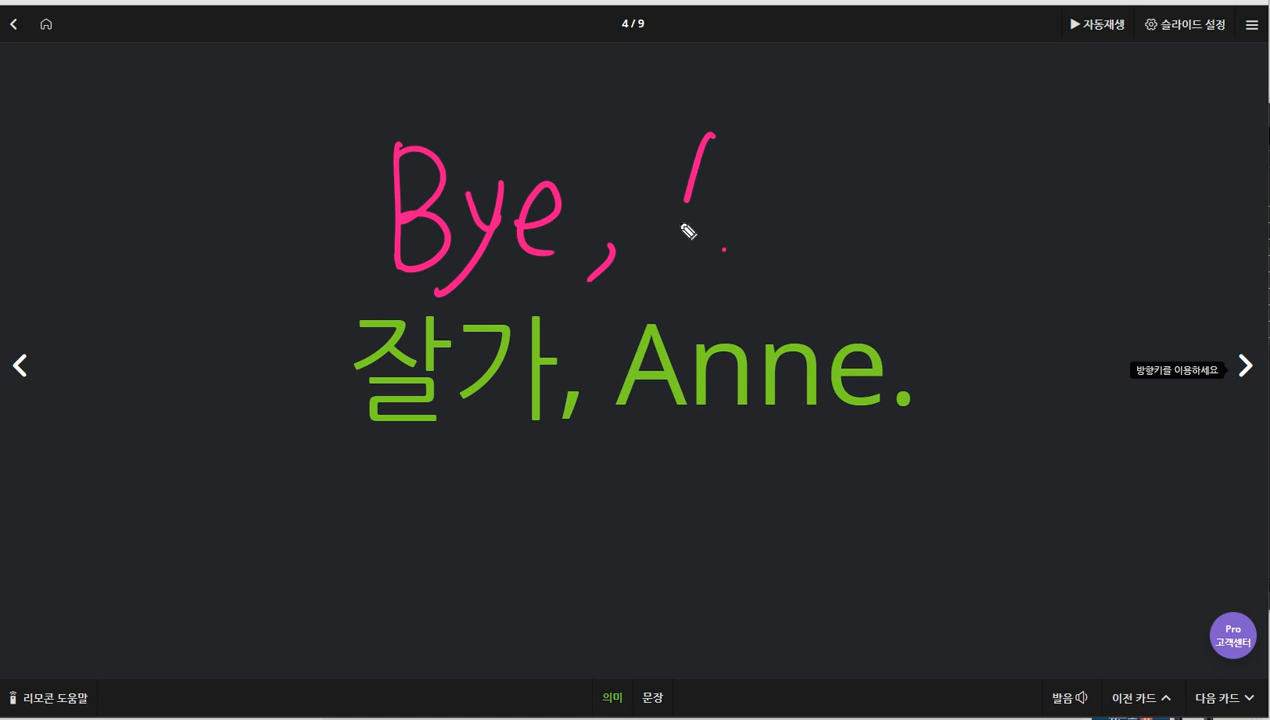 4 / 9
자동재생
슬라이드 설정
Bye,
잘가, Anne.
방향키를 이용하세요
Pro
고객센터
리모콘 도움말
의미
문장
발음
이전 카드
다음 카드